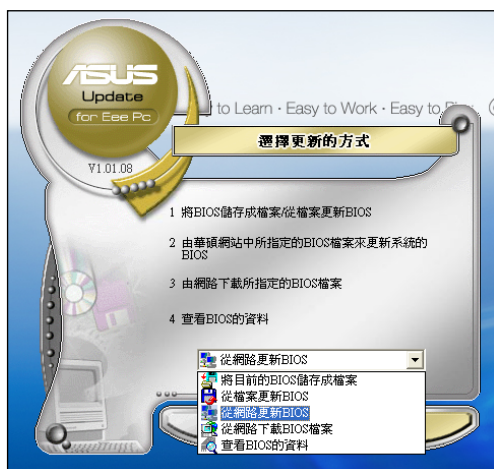 ASUS
Update
for Eee Pc
V1.01.08
to Learn · Easy to Work · Easy to
選擇更新的方式
1 將BIOS儲存成檔案/從檔案更新BIOS
2 由華碩網站中所指定的BIOS檔案來更新系統的
BIOS
3 由網路下載所指定的BIOS檔案
4 查看BIOS的資料
從網路更新BIOS
將目前的BIOS儲存成檔案
從檔案更新BIOS
從網路更新BIOS
從網路下載BIOS檔案
查看BIOS的資料